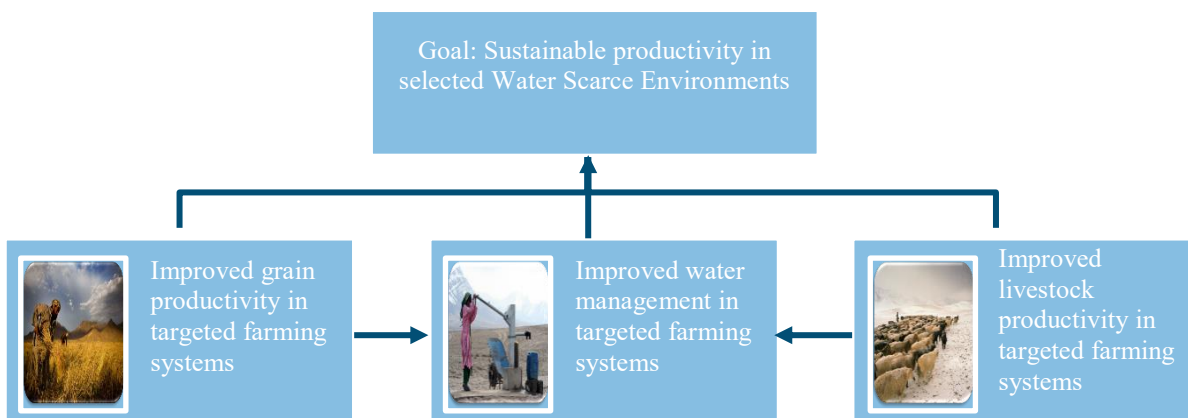 Goal: Sustainable productivity in
selected Water Scarce Environments
Improved grain
productivity in
targeted farming
systems
Improved water
management in
targeted farming
systems
Improved
livestock
productivity in
targeted farming
systems